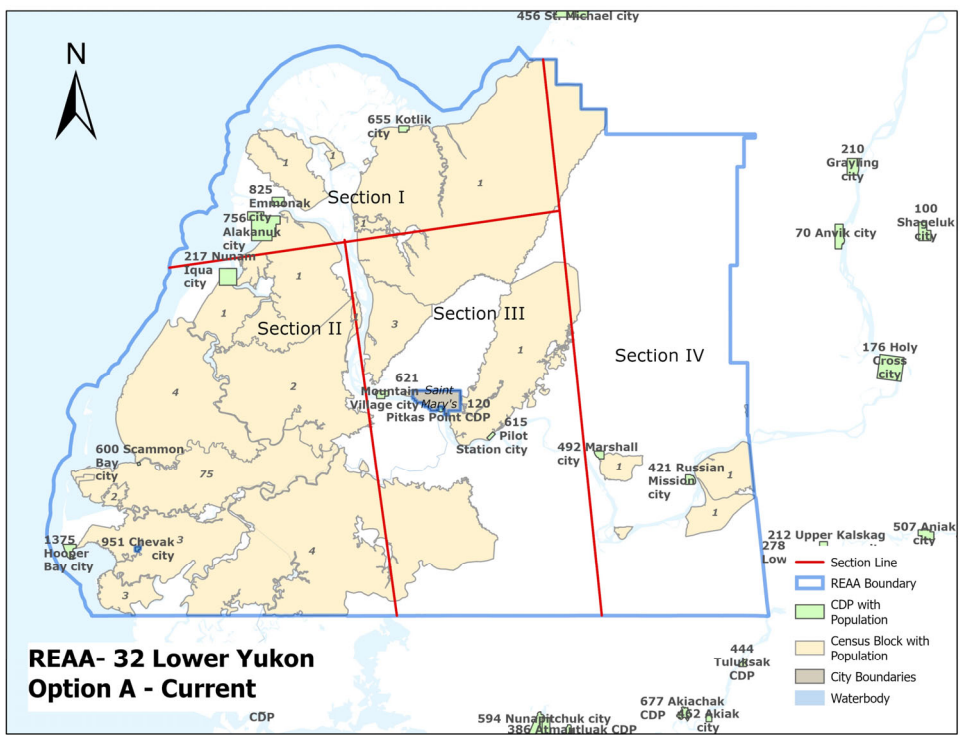 456 St. Michael city
N
655 Kotlik
city
210
Grayling
city
1
1
825
Emmonak
Section I
1
756
Alakanuk
city
1
100
Shageluk
city
70 Anvik city
217 Nunam
Iqua
city
1
1
Section II
3
Section III
1
Section IV
176 Holy
Cross
city
4
2
621
Mountain
Village city
Saint
Mary's
120
Pitkas Point CDP
615
Pilot
Station city
492 Marshall
city
1
421 Russian
Mission
city
1
1
600 Scammon
Bay
city
75
2
1375
Hooper
Bay city
951 Chevak
city
3
4
3
212 Upper Kalskag
278
Low
507 Aniak
city
Section Line
REAA Boundary
CDP with
Population
Census Block with
Population
City Boundaries
Waterbody
REAA- 32 Lower Yukon
Option A - Current
CDP
444
Tuluksak
CDP
677 Akiachak
CDP
Akiak
city
594 Nunapitchuk city
386 Atmautluak CDP